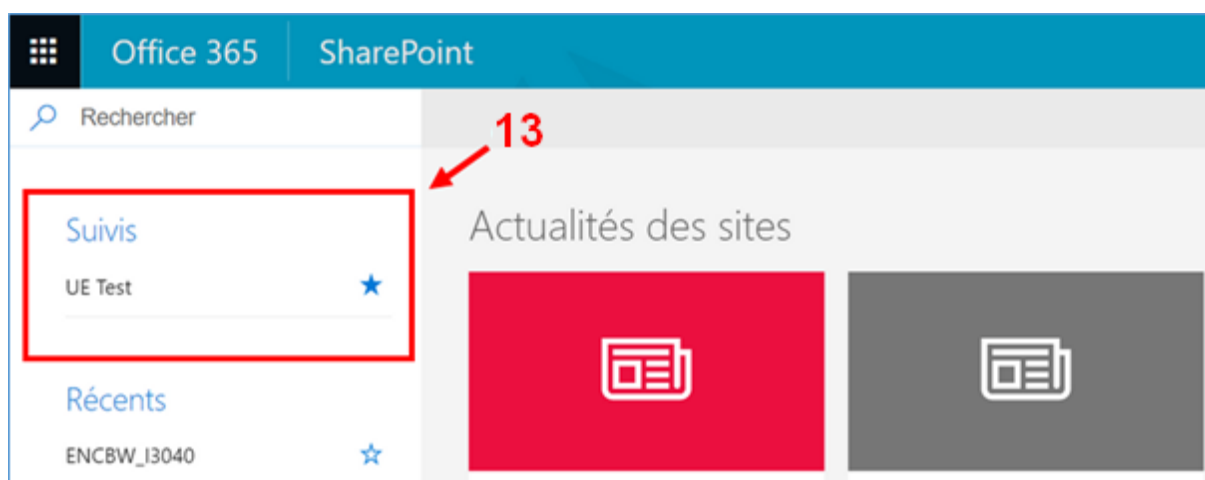 Office 365 SharePoint
Rechercher
13
Suivis
UE Test
Récents
ENCBW_I3040
Actualités des sites